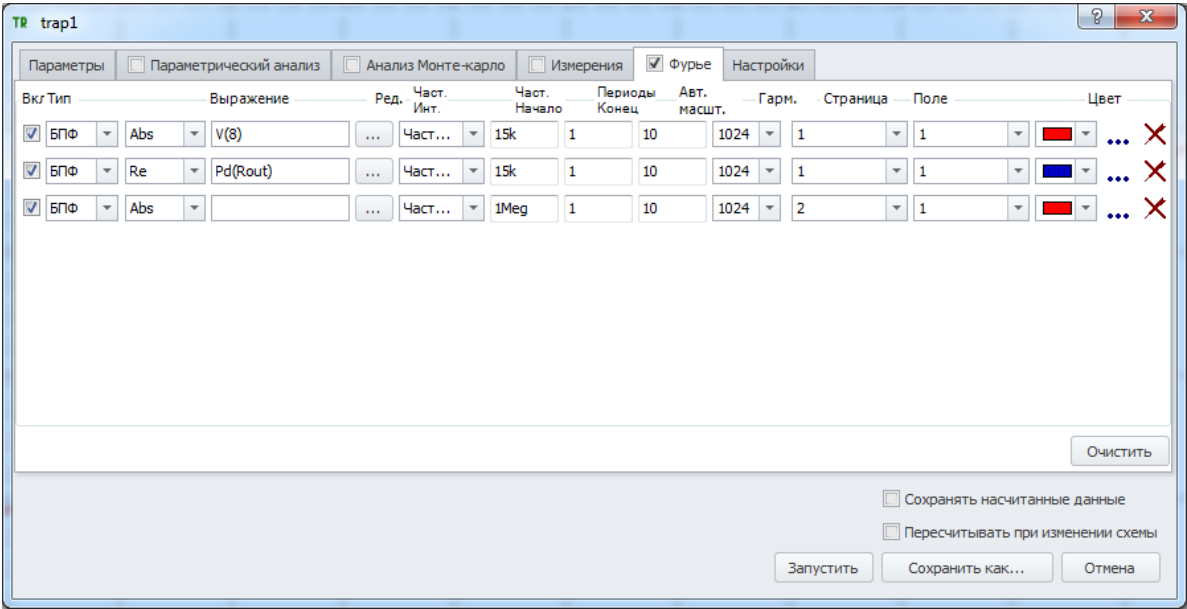 TR trap1 ?
Параметры Параметрический анализ Анализ Монте-карло Измерения Фурье Настройки
Вкл Тип Выражение Ред. Част. Инт. Част. Начало Периоды Конец Авт. масшт. Гарм. Страница Поле Цвет
БПФ Abs V(8) ... Част... 15k 1 10 1024 1 1 ...
БПФ Re Pd(Rout) ... Част... 15k 1 10 1024 1 1 ...
БПФ Abs ... Част... 1Meg 1 10 1024 2 1 ...
Очистить
Сохранять насчитанные данные
Пересчитывать при изменении схемы
Запустить Сохранить как... Отмена